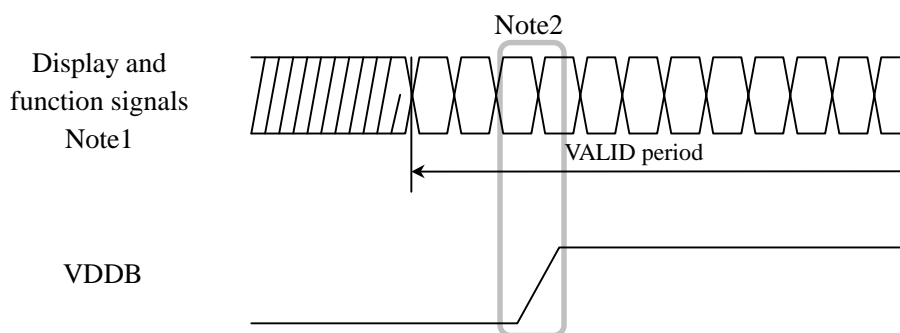 Note2
Display and
function signals
Note1
VALID period
VDDB